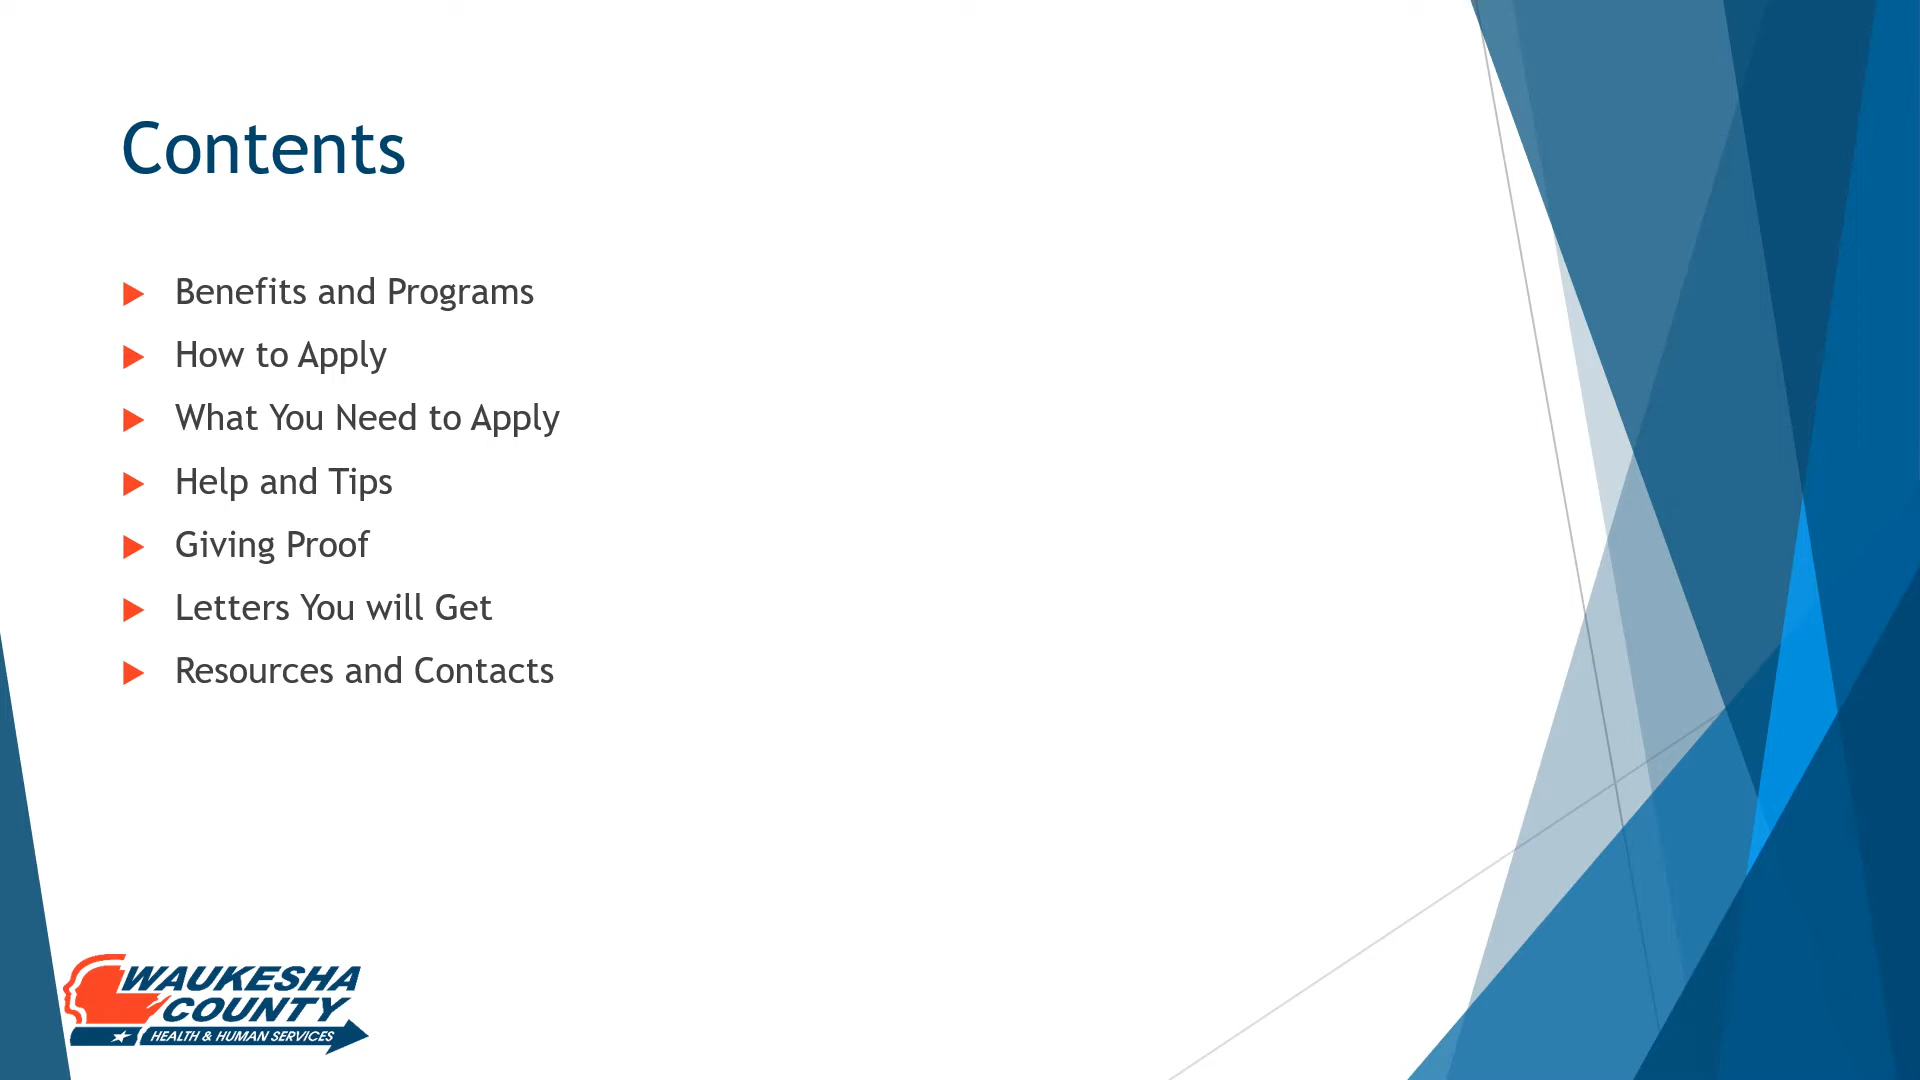 Contents
Benefits and Programs
How to Apply
What You Need to Apply
Help and Tips
Giving Proof
Letters You will Get
Resources and Contacts
WAUKESHA
COUNTY
HEALTH & HUMAN SERVICES